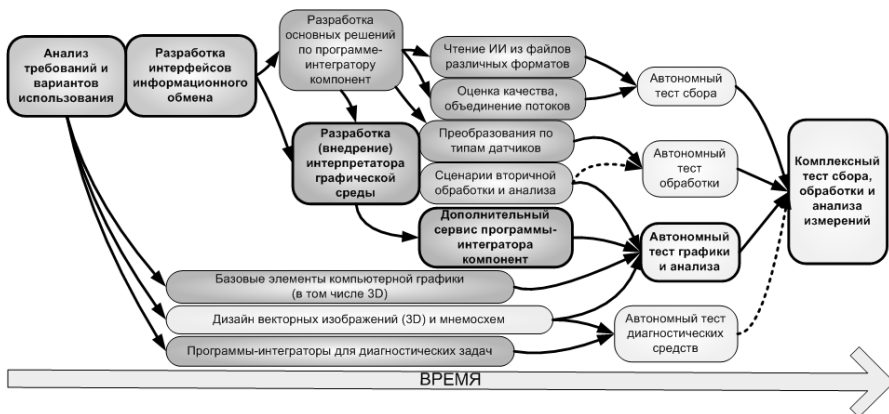 Анализ
требований и
вариантов
использования
Разработка
интерфейсов
информационного
обмена
Разработка
основных решений
по программе-
интегратору
компонент
Разработка
(внедрение)
интерпретатора
графической
среды
Чтение ИИ из файлов
различных форматов
Оценка качества,
объединение потоков
Преобразования по
типам датчиков
Сценарии вторичной
обработки и анализа
Дополнительный
сервис программы-
интегратора
компонент
Базовые элементы компьютерной графики
(в том числе 3D)
Дизайн векторных изображений (3D) и мнемосхем
Программы-интеграторы для диагностических задач
Автономный
тест сбора
Автономный
тест
обработки
Автономный
тест графики
и анализа
Автономный тест
диагностических
средств
Комплексный
тест сбора,
обработки и
анализа
измерений
ВРЕМЯ